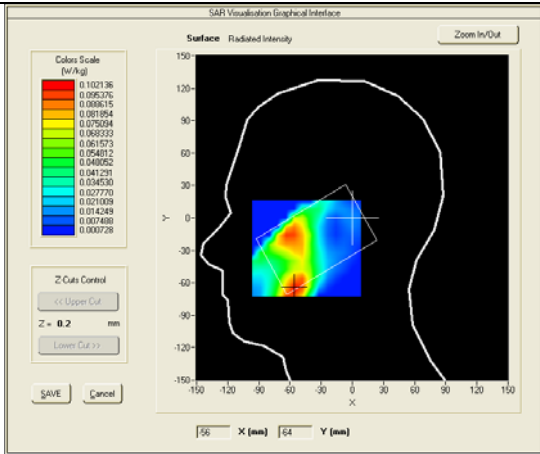 SAR Visualisation Graphical Interface
Surface Radiated Intensity
Zoom In/Out
Colors Scale
(W/kg)
0.102136
0.095376
0.088615
0.081854
0.075094
0.068333
0.061573
0.054812
0.048052
0.041291
0.034530
0.027770
0.021009
0.014249
0.007488
0.000728
150
120
90
60
30
0
-30
-60
-90
-120
-150
Y
-150 -120 -90 -60 -30 0 30 60 90 120 150
X
Z-Cuts Control
<< Upper Cut
Z = 0.2 mm
Lower Cut >>
SAVE Cancel
-56 X (mm) -64 Y (mm)